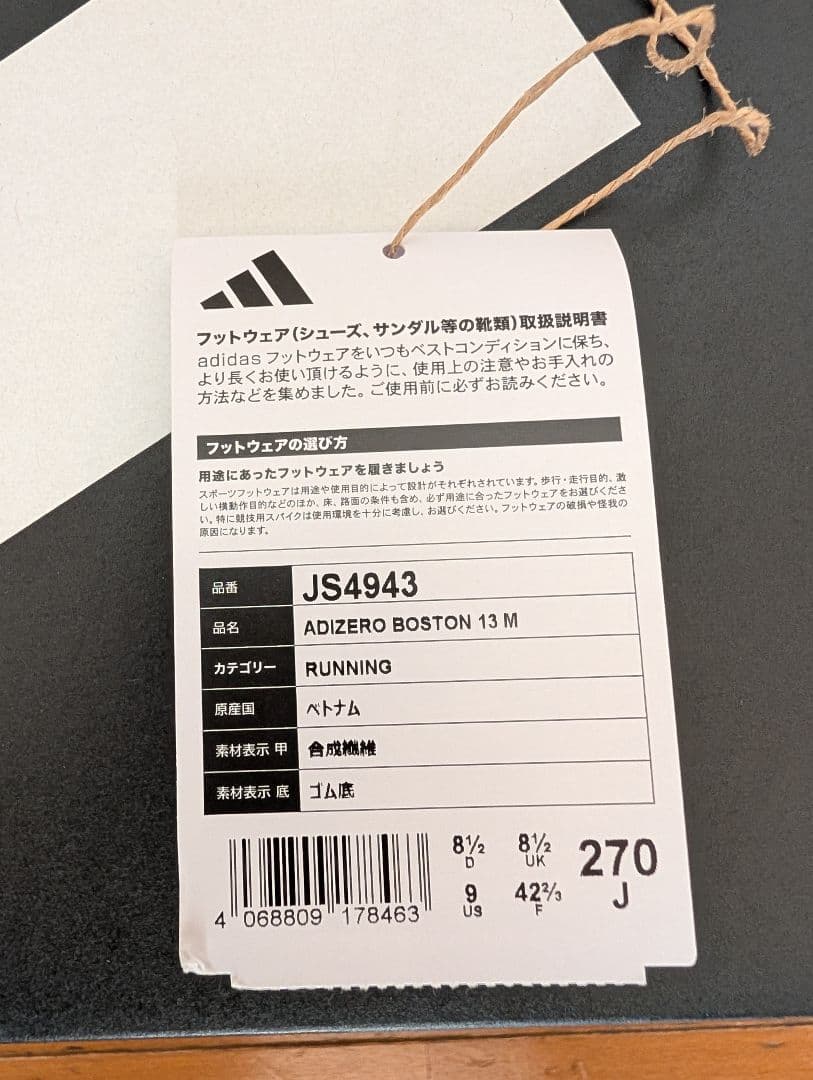 フットウェア(シューズ、サンダル等の靴類)取扱説明書
adidas フットウェアをいつもベストコンディションに保ち、
より長くお使い頂けるように、使用上の注意やお手入れの
方法などを集めました。ご使用前に必ずお読みください。
フットウェアの選び方
用途にあったフットウェアを履きましょう
スポーツフットウェアは用途や使用目的によって設計がそれぞれされています。歩行・走行目的、激
しい横動作目的などのほか、床、路面の条件も含め、必ず用途に合ったフットウェアをお選びくださ
い。特に競技用スパイクは使用環境を十分に考慮し、お選びください。フットウェアの破損や怪我の
原因になります。
品番 JS4943
品名 ADIZERO BOSTON 13 M
カテゴリー RUNNING
原産国 ベトナム
素材表示 甲 合成繊維
素材表示 底 ゴム底
8½ 8½ 270
D UK J
9 42⅔
US F
4 068809 178463